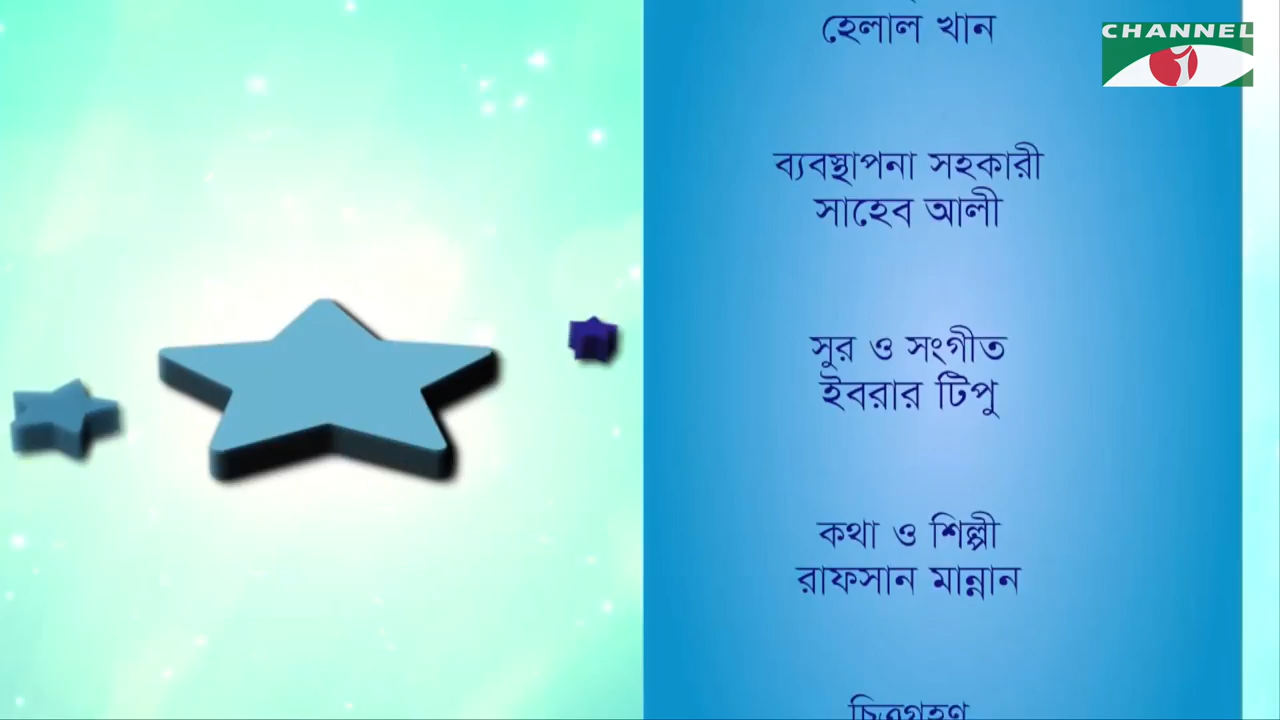 হেলাল খান
CHANNEL
ব্যবস্থাপনা সহকারী
সাহেব আলী
সুর ও সংগীত
ইবরার টিপু
কথা ও শিল্পী
রাফসান মান্নান
চিত্রগ্রহণ